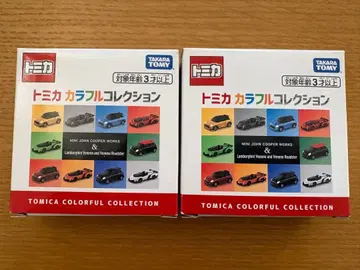 トミカ
TAKARA TOMY
対象年齢3才以上
トミカ カラフルコレクション
MINI JOHN COOPER WORKS
&
Lamborghini Veneno and Veneno Roadster
TOMICA COLORFUL COLLECTION
トミカ
TAKARA TOMY
対象年齢3才以上
トミカ カラフルコレクション
MINI JOHN COOPER WORKS
&
Lamborghini Veneno and Veneno Roadster
TOMICA COLORFUL COLLECTION